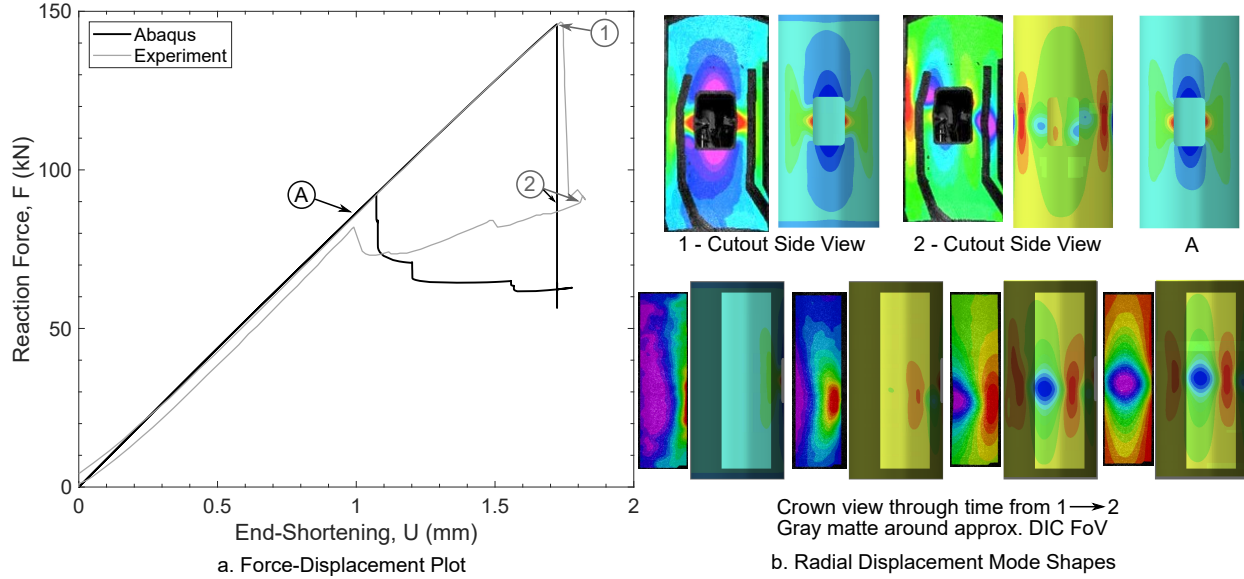 150
100
50
0
0
0.5
1
1.5
2
Reaction Force, F (kN)
End-Shortening, U (mm)
Abaqus
Experiment
1
A
2
a. Force-Displacement Plot
1 - Cutout Side View
2 - Cutout Side View
A
Crown view through time from 1⟶2
Gray matte around approx. DIC FoV
b. Radial Displacement Mode Shapes